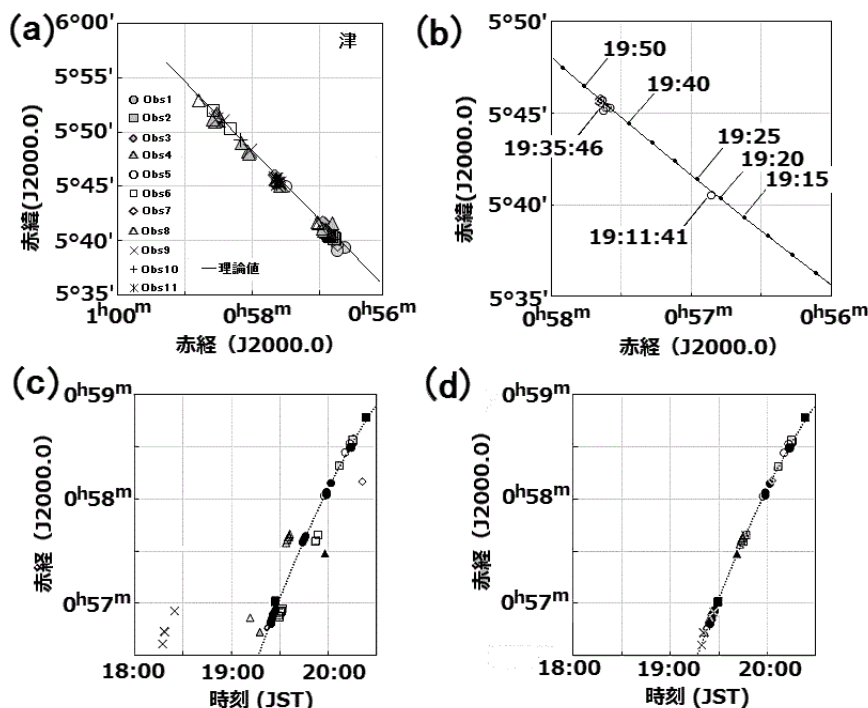 (a)
津
6°00'
5°55'
5°50'
5°45'
5°40'
5°35'
赤緯(J2000.0)
Obs1
Obs2
Obs3
Obs4
Obs5
Obs6
Obs7
Obs8
Obs9
Obs10
Obs11
理論値
1h00m
0h58m
0h56m
赤経（J2000.0）
(b)
5°50'
5°45'
5°40'
5°35'
赤緯(J2000.0)
19:50
19:40
19:35:46
19:25
19:20
19:15
19:11:41
0h58m
0h57m
0h56m
赤経（J2000.0）
(c)
0h59m
0h58m
0h57m
赤経（J2000.0）
18:00
19:00
20:00
時刻 (JST)
(d)
0h59m
0h58m
0h57m
赤経（J2000.0）
18:00
19:00
20:00
時刻 (JST)